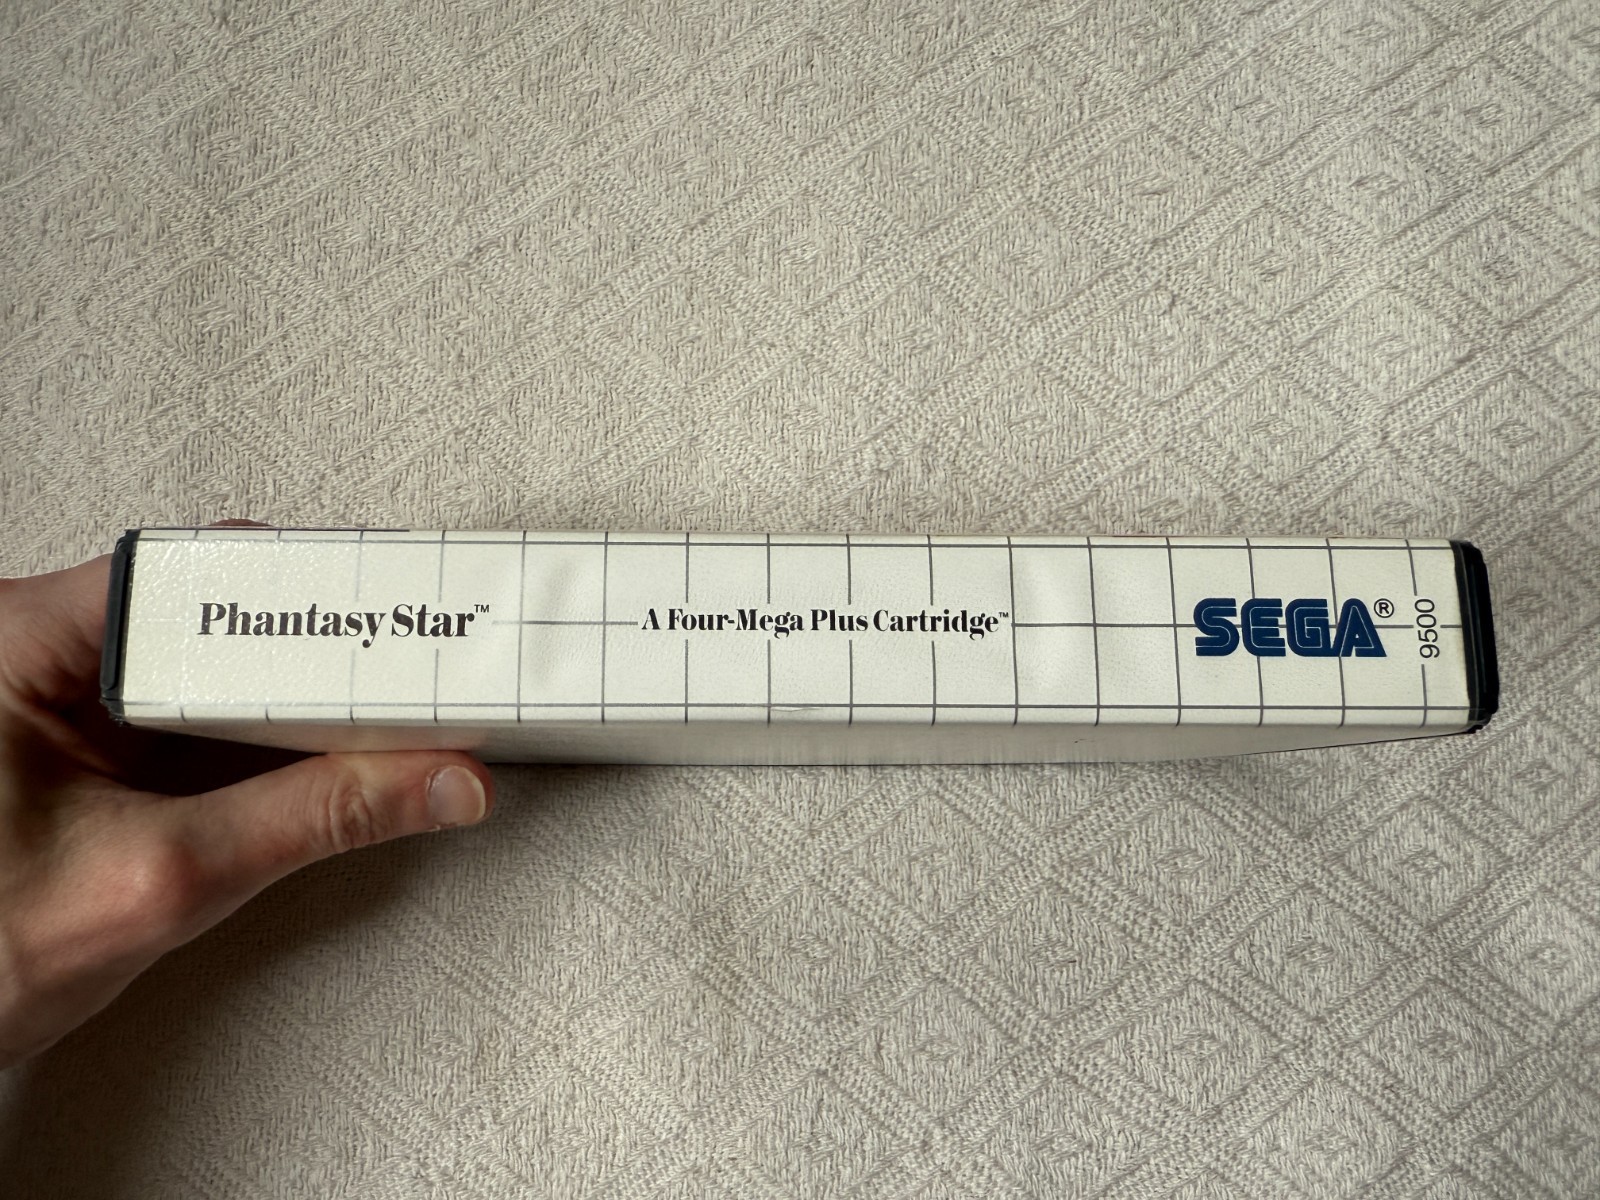 Phantasy Star™
A Four-Mega Plus Cartridge™
SEGA®
9500